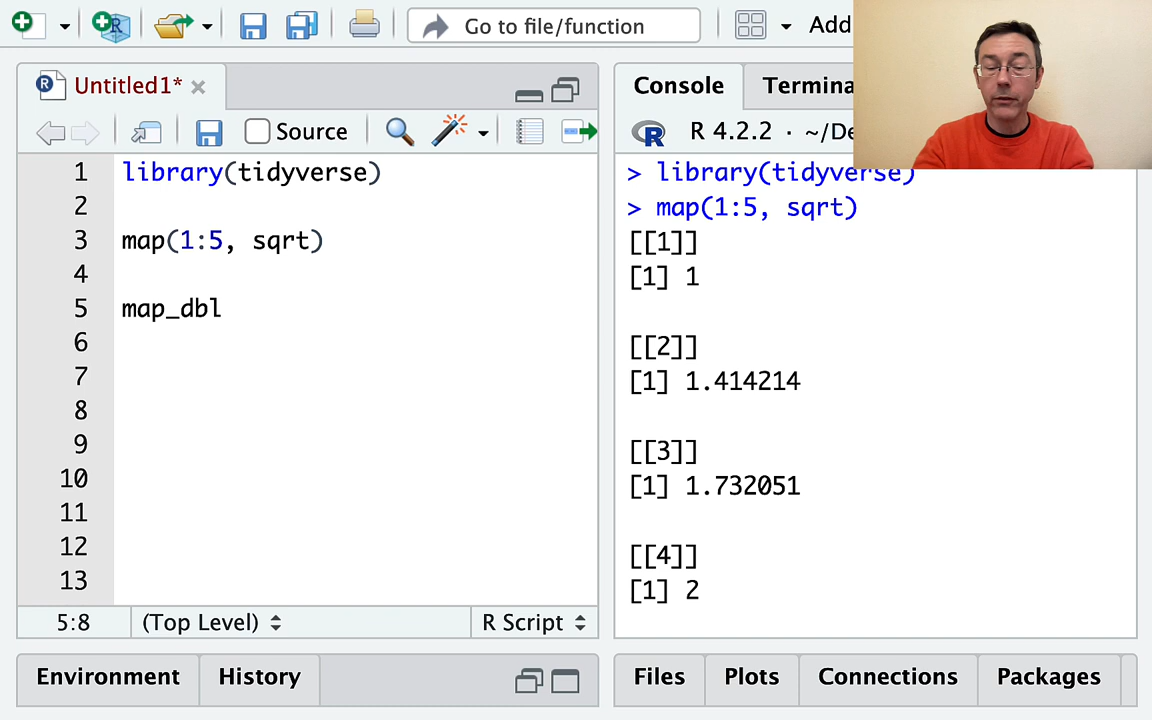 Go to file/function
Add
Untitled1*
Source
1 library(tidyverse)
2
3 map(1:5, sqrt)
4
5 map_dbl
6
7
8
9
10
11
12
13
5:8 (Top Level) R Script
Environment History
Console Termina
R 4.2.2 · ~/De
> library(tidyverse)
> map(1:5, sqrt)
[[1]]
[1] 1
[[2]]
[1] 1.414214
[[3]]
[1] 1.732051
[[4]]
[1] 2
Files Plots Connections Packages